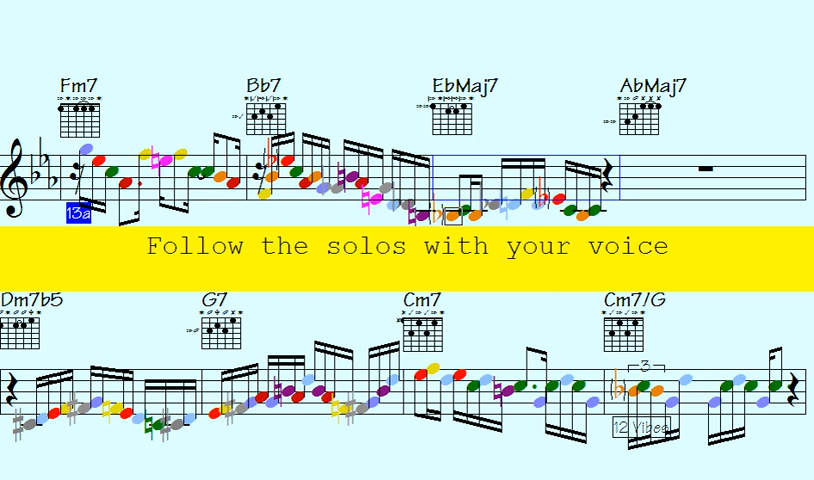 Fm7 Bb7 EbMaj7 AbMaj7
13a
Follow the solos with your voice
Dm7b5 G7 Cm7 Cm7/G
3
12 Vibes